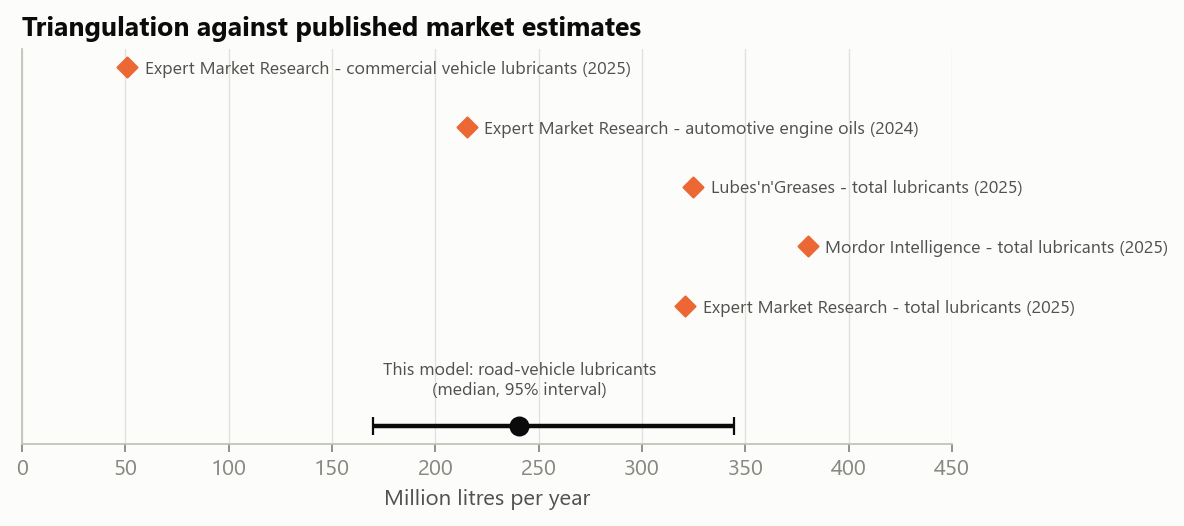 Triangulation against published market estimates
Expert Market Research - commercial vehicle lubricants (2025)
Expert Market Research - automotive engine oils (2024)
Lubes'n'Greases - total lubricants (2025)
Mordor Intelligence - total lubricants (2025)
Expert Market Research - total lubricants (2025)
This model: road-vehicle lubricants
(median, 95% interval)
0 50 100 150 200 250 300 350 400 450
Million litres per year